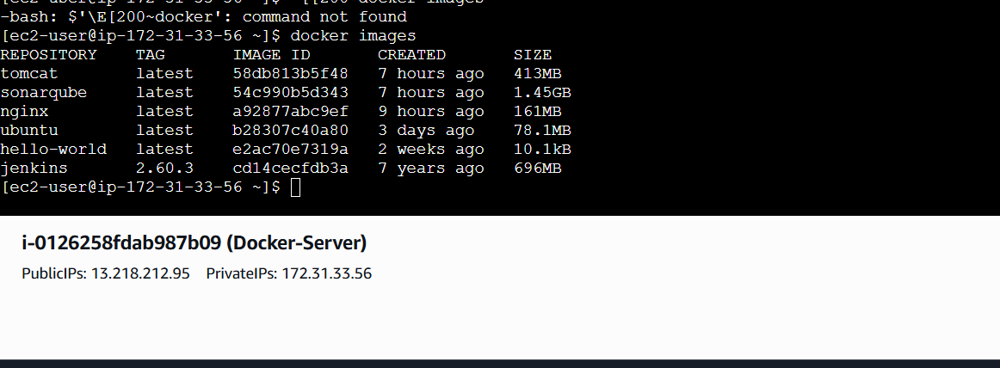 -bash: $'\E[200~docker': command not found
[ec2-user@ip-172-31-33-56 ~]$ docker images
REPOSITORY    TAG       IMAGE ID       CREATED       SIZE
tomcat        latest    58db813b5f48   7 hours ago   413MB
sonarqube     latest    54c990b5d343   7 hours ago   1.45GB
nginx         latest    a92877abc9ef   9 hours ago   161MB
ubuntu        latest    b28307c40a80   3 days ago    78.1MB
hello-world   latest    e2ac70e7319a   2 weeks ago   10.1kB
jenkins       2.60.3    cd14cecfdb3a   7 years ago   696MB
[ec2-user@ip-172-31-33-56 ~]$
i-0126258fdab987b09 (Docker-Server)
PublicIPs: 13.218.212.95 PrivateIPs: 172.31.33.56